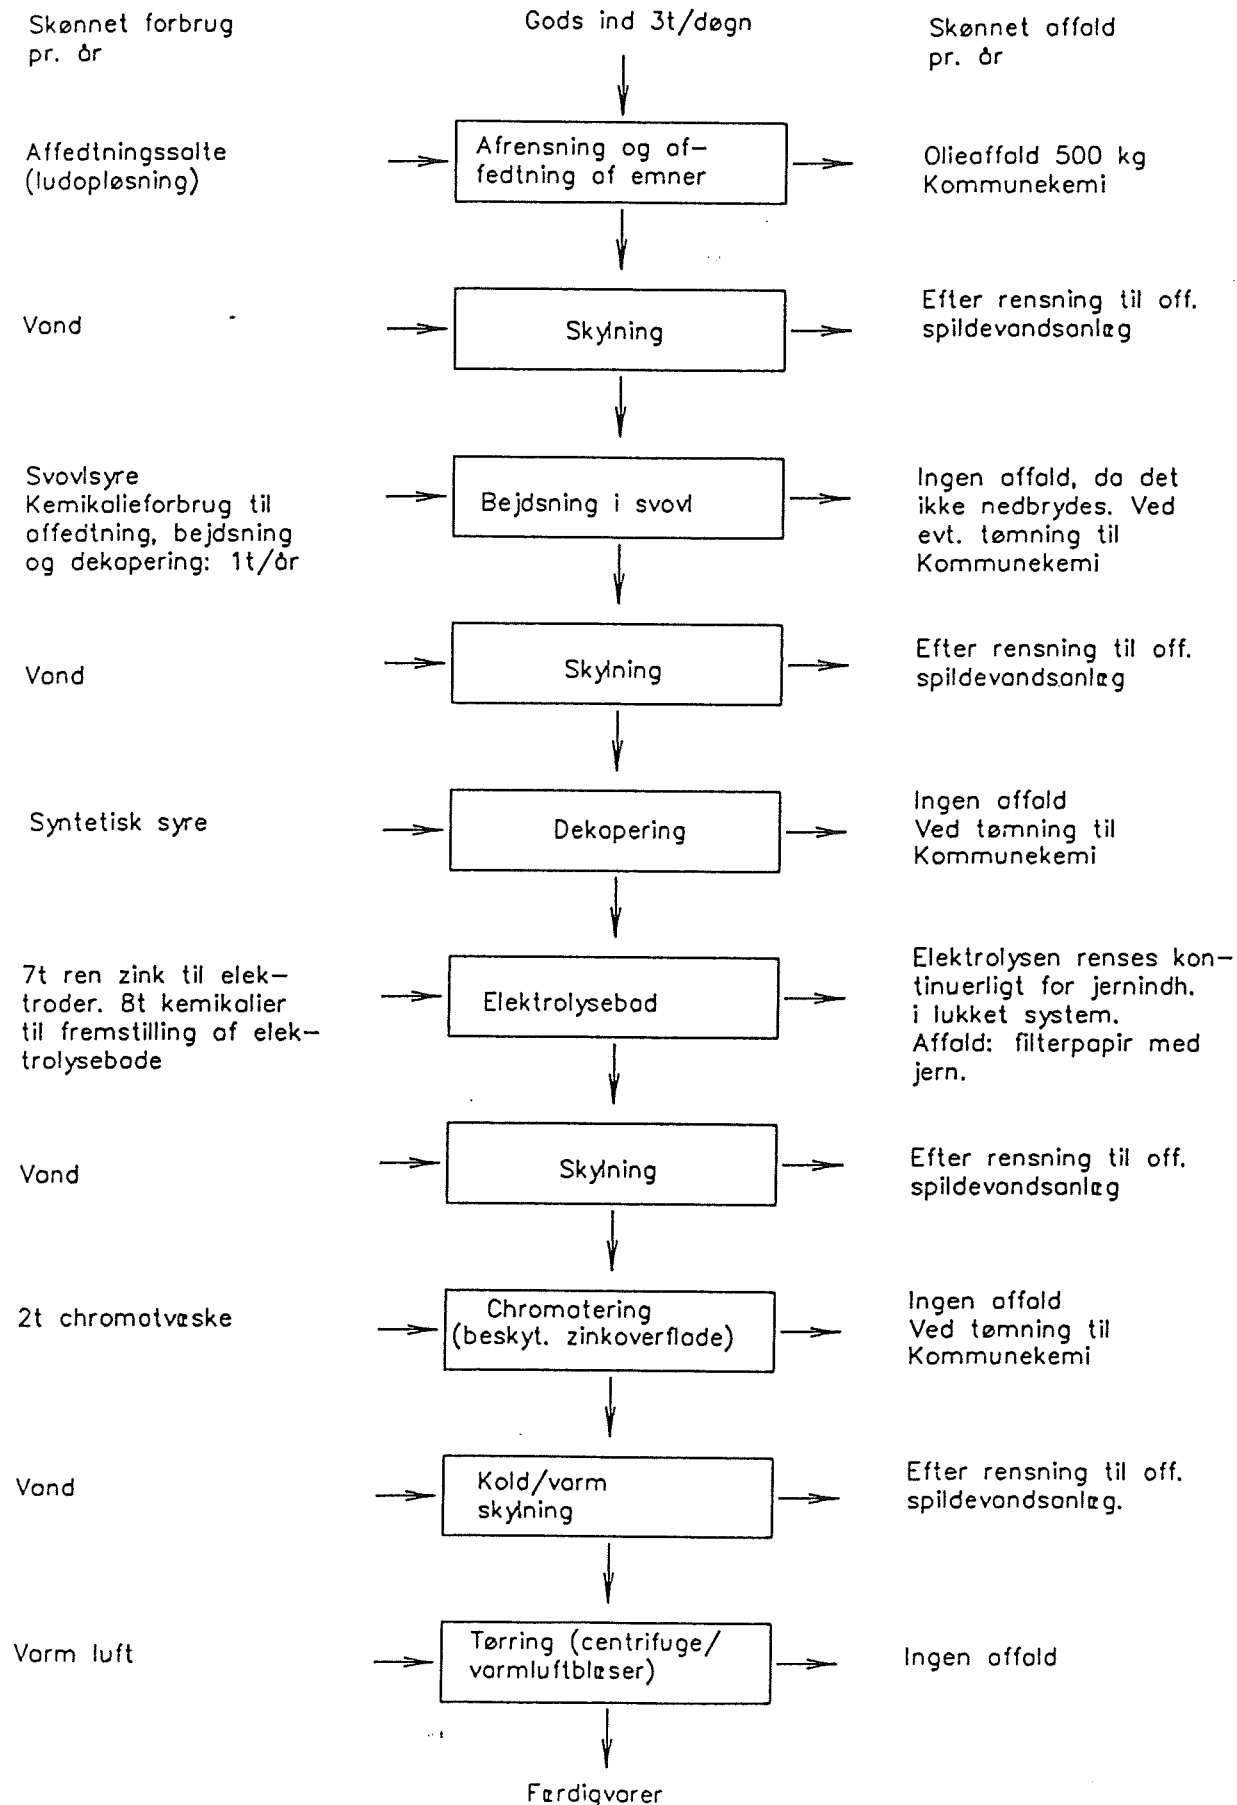 Skønnet forbrug
pr. år
Gods ind 3t/døgn
Skønnet affald
pr. år
Affedtningssalte
(ludopløsning)
Afrensning og af-
fedtning af emner
Olieaffald 500 kg
Kommunekemi
Vand
Skylning
Efter rensning til off.
spildevandsanlæg
Svovlsyre
Kemikalieforbrug til
affedtning, bejdsning
og dekapering: 1t/år
Bejdsning i svovl
Ingen affald, da det
ikke nedbrydes. Ved
evt. tømning til
Kommunekemi
Vand
Skylning
Efter rensning til off.
spildevandsanlæg
Syntetisk syre
Dekapering
Ingen affald
Ved tømning til
Kommunekemi
7t ren zink til elek-
troder. 8t kemikalier
til fremstilling af elek-
trolysebade
Elektrolysebad
Elektrolysen renses kon-
tinuerligt for jernindh.
i lukket system.
Affald: filterpapir med
jern.
Vand
Skylning
Efter rensning til off.
spildevandsanlæg
2t chromatvæske
Chromatering
(beskyt. zinkoverflade)
Ingen affald
Ved tømning til
Kommunekemi
Vand
Kold/varm
skylning
Efter rensning til off.
spildevandsanlæg.
Varm luft
Tørring (centrifuge/
varmluftblæser)
Ingen affald
Færdigvarer